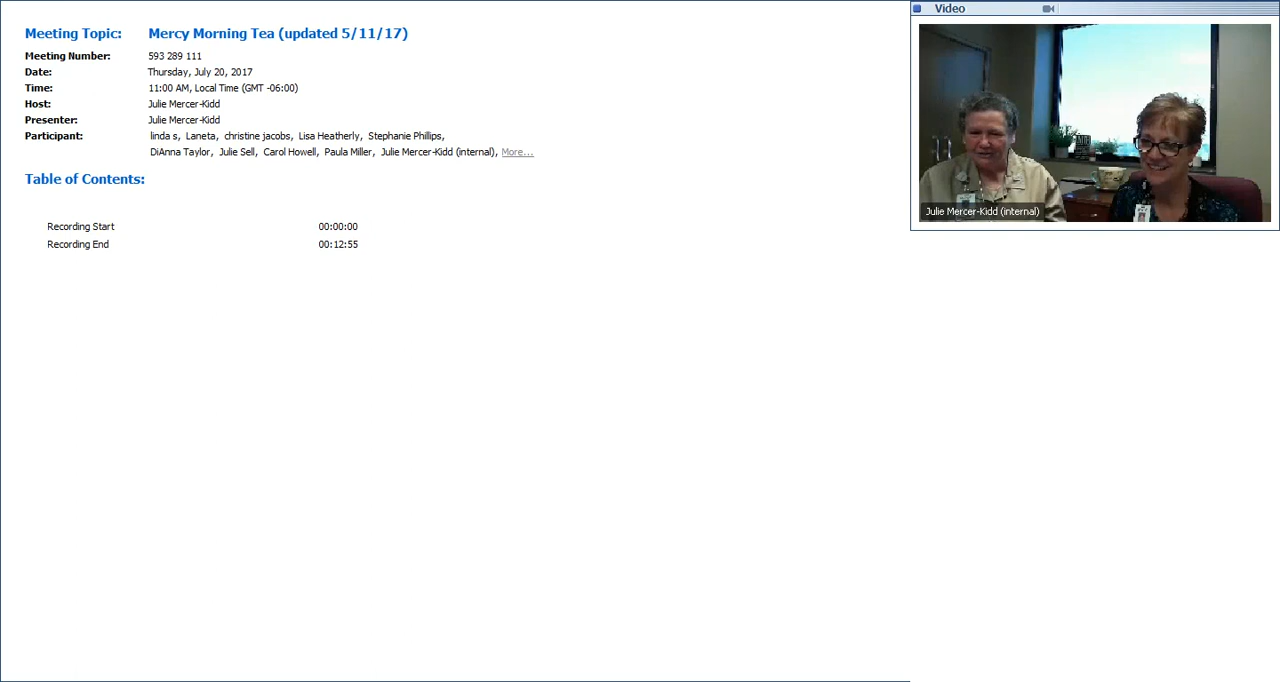 Meeting Topic: Mercy Morning Tea (updated 5/11/17)
Meeting Number: 593 289 111
Date: Thursday, July 20, 2017
Time: 11:00 AM, Local Time (GMT -06:00)
Host: Julie Mercer-Kidd
Presenter: Julie Mercer-Kidd
Participant: linda s, Laneta, christine jacobs, Lisa Heatherly, Stephanie Phillips,
DiAnna Taylor, Julie Sell, Carol Howell, Paula Miller, Julie Mercer-Kidd (internal), More...
Table of Contents:
Recording Start 00:00:00
Recording End 00:12:55
Video
Julie Mercer-Kidd (internal)